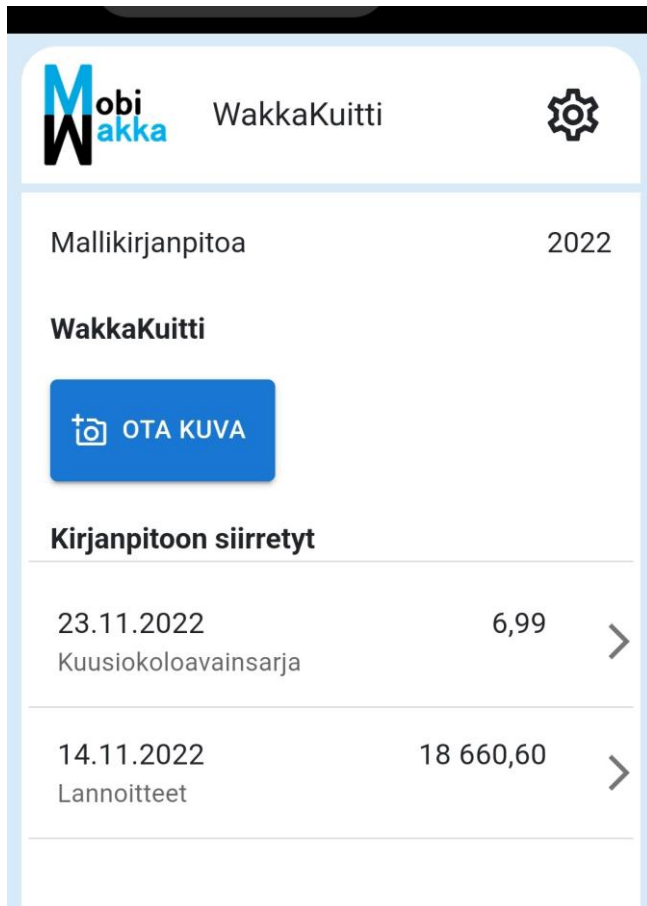 Mobi
Wakka
WakkaKuitti
Mallikirjanpitoa 2022
WakkaKuitti
OTA KUVA
Kirjanpitoon siirretyt
23.11.2022 6,99
Kuusiokoloavainsarja
14.11.2022 18 660,60
Lannoitteet